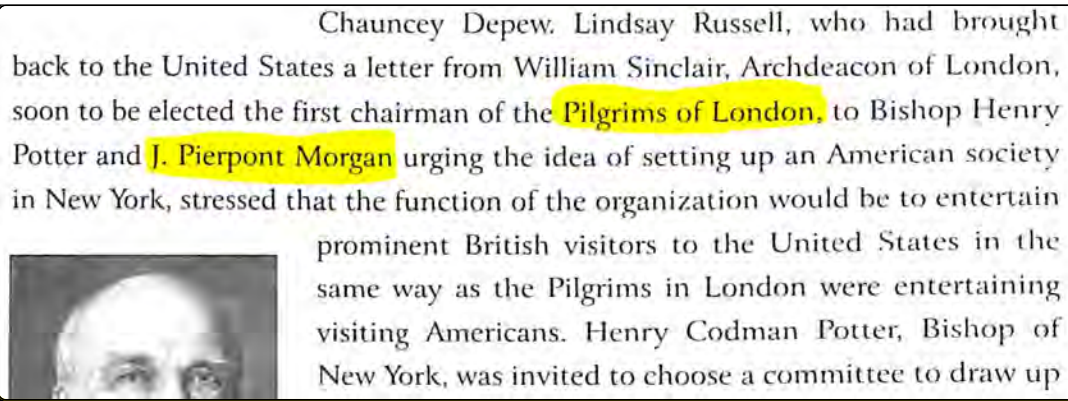 Chauncey Depew. Lindsay Russell, who had brought
back to the United States a letter from William Sinclair, Archdeacon of London,
soon to be elected the first chairman of the Pilgrims of London, to Bishop Henry
Potter and J. Pierpont Morgan urging the idea of setting up an American society
in New York, stressed that the function of the organization would be to entertain
prominent British visitors to the United States in the
same way as the Pilgrims in London were entertaining
visiting Americans. Henry Codman Potter, Bishop of
New York, was invited to choose a committee to draw up